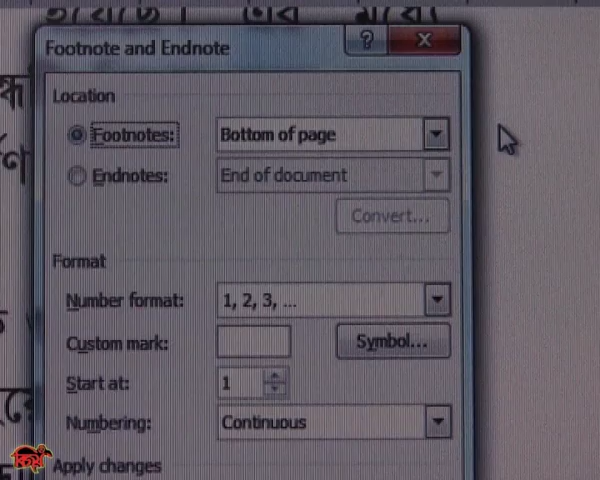 Footnote and Endnote
Location
Footnotes: Bottom of page
Endnotes: End of document
Convert...
Format
Number format: 1, 2, 3, ...
Custom mark: Symbol...
Start at: 1
Numbering: Continuous
Apply changes